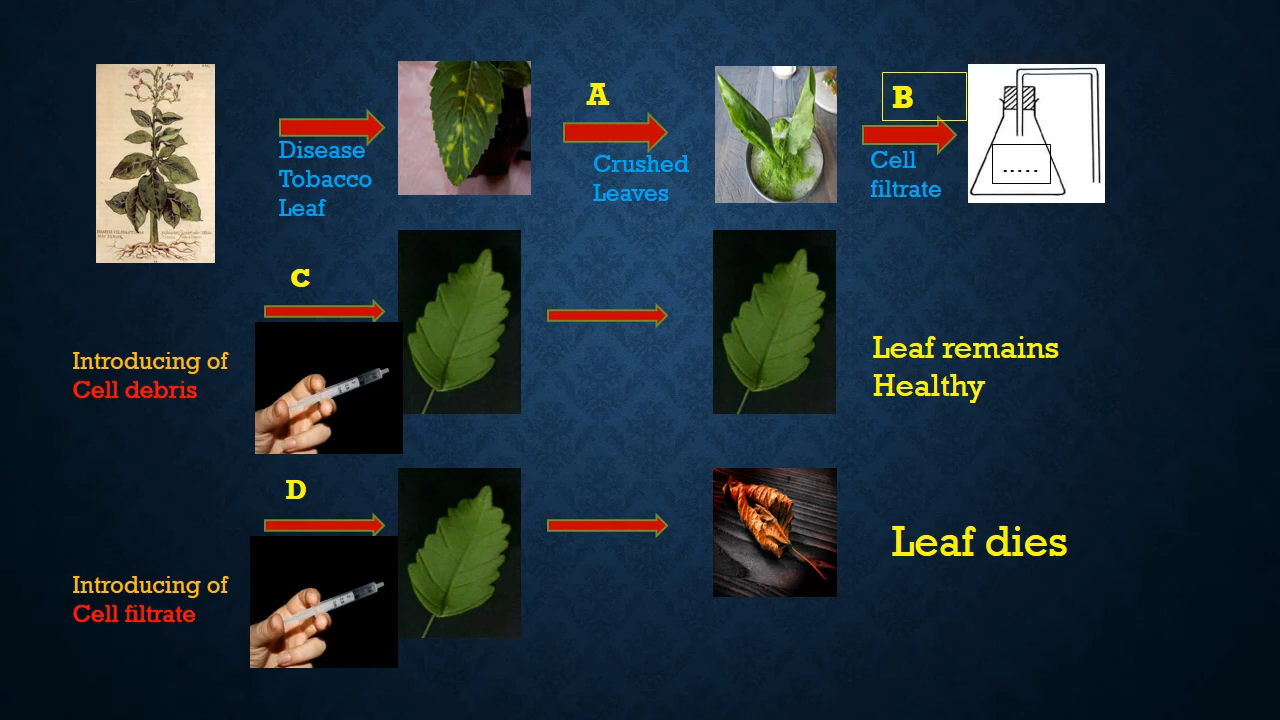 Disease
Tobacco
Leaf
A
Crushed
Leaves
B
Cell
filtrate
.....
C
Introducing of
Cell debris
Leaf remains
Healthy
D
Introducing of
Cell filtrate
Leaf dies